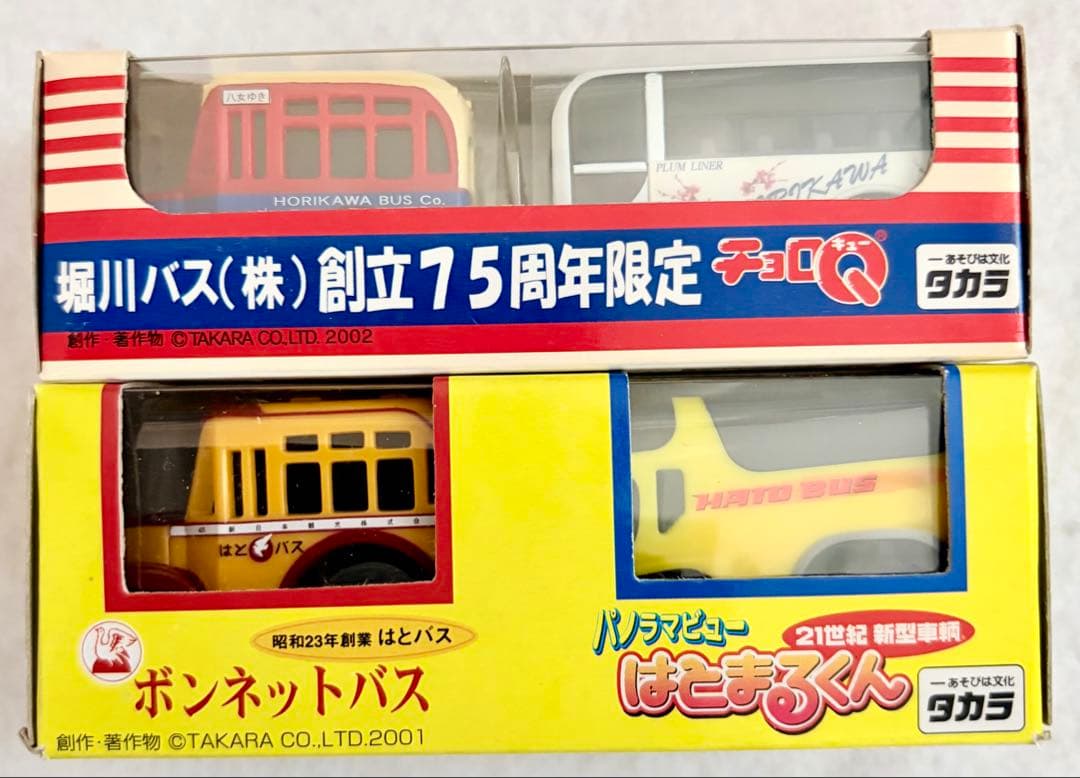 八女ゆき
HORIKAWA BUS Co.
PLUM LINER
堀川バス(株)創立75周年限定
チョロQ
キュー
®
あそびは文化
タカラ
創作・著作物 ©TAKARA CO.,LTD. 2002
はと バス
HATO BUS
昭和23年創業 はとバス
ボンネットバス
パノラマビュー
21世紀 新型車輌
はとまるくん
あそびは文化
タカラ
創作・著作物 ©TAKARA CO.,LTD.2001